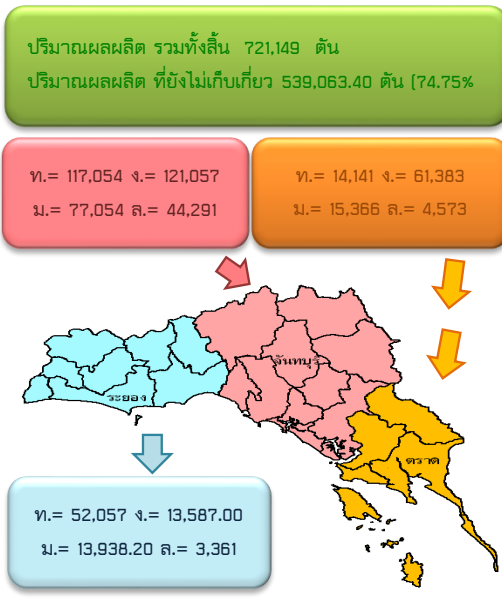 ปริมาณผลผลิต รวมทั้งสิ้น 721,149 ตัน
ปริมาณผลผลิต ที่ยังไม่เก็บเกี่ยว 539,063.40 ตัน (74.75%
ท.= 117,054 ง.= 121,057
ม.= 77,054 ล.= 44,291
ท.= 14,141 ง.= 61,383
ม.= 15,366 ล.= 4,573
จันทบุรี
ระยอง
ตราด
ท.= 52,057 ง.= 13,587.00
ม.= 13,938.20 ล.= 3,361